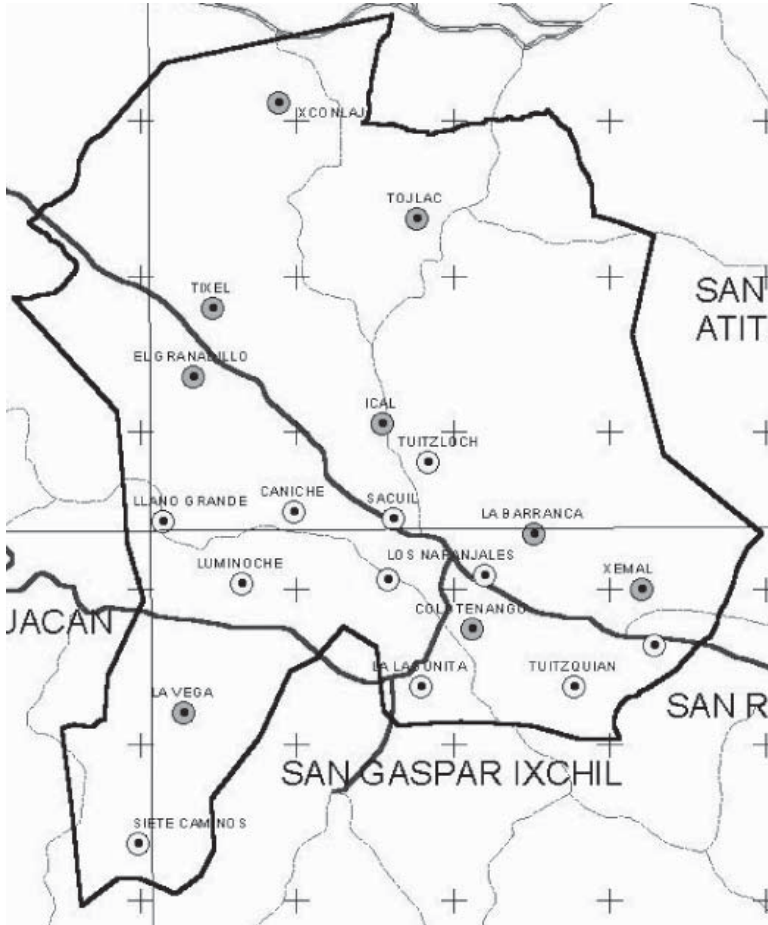 IXCONLAJ
TOJLAC
TIXEL
SAN
ATIT
EL GRANADILLO
ICAL
TUITZLOCH
LLANO GRANDE
CANICHE
SACUIL
LA BARRANCA
LUMINOCHE
LOS NARANJALES
XEMAL
JACAN
COLOTENANGO
LA LAGUNITA
TUITZQUIAN
LA VEGA
SAN R
SAN GASPAR IXCHIL
SIETE CAMINOS